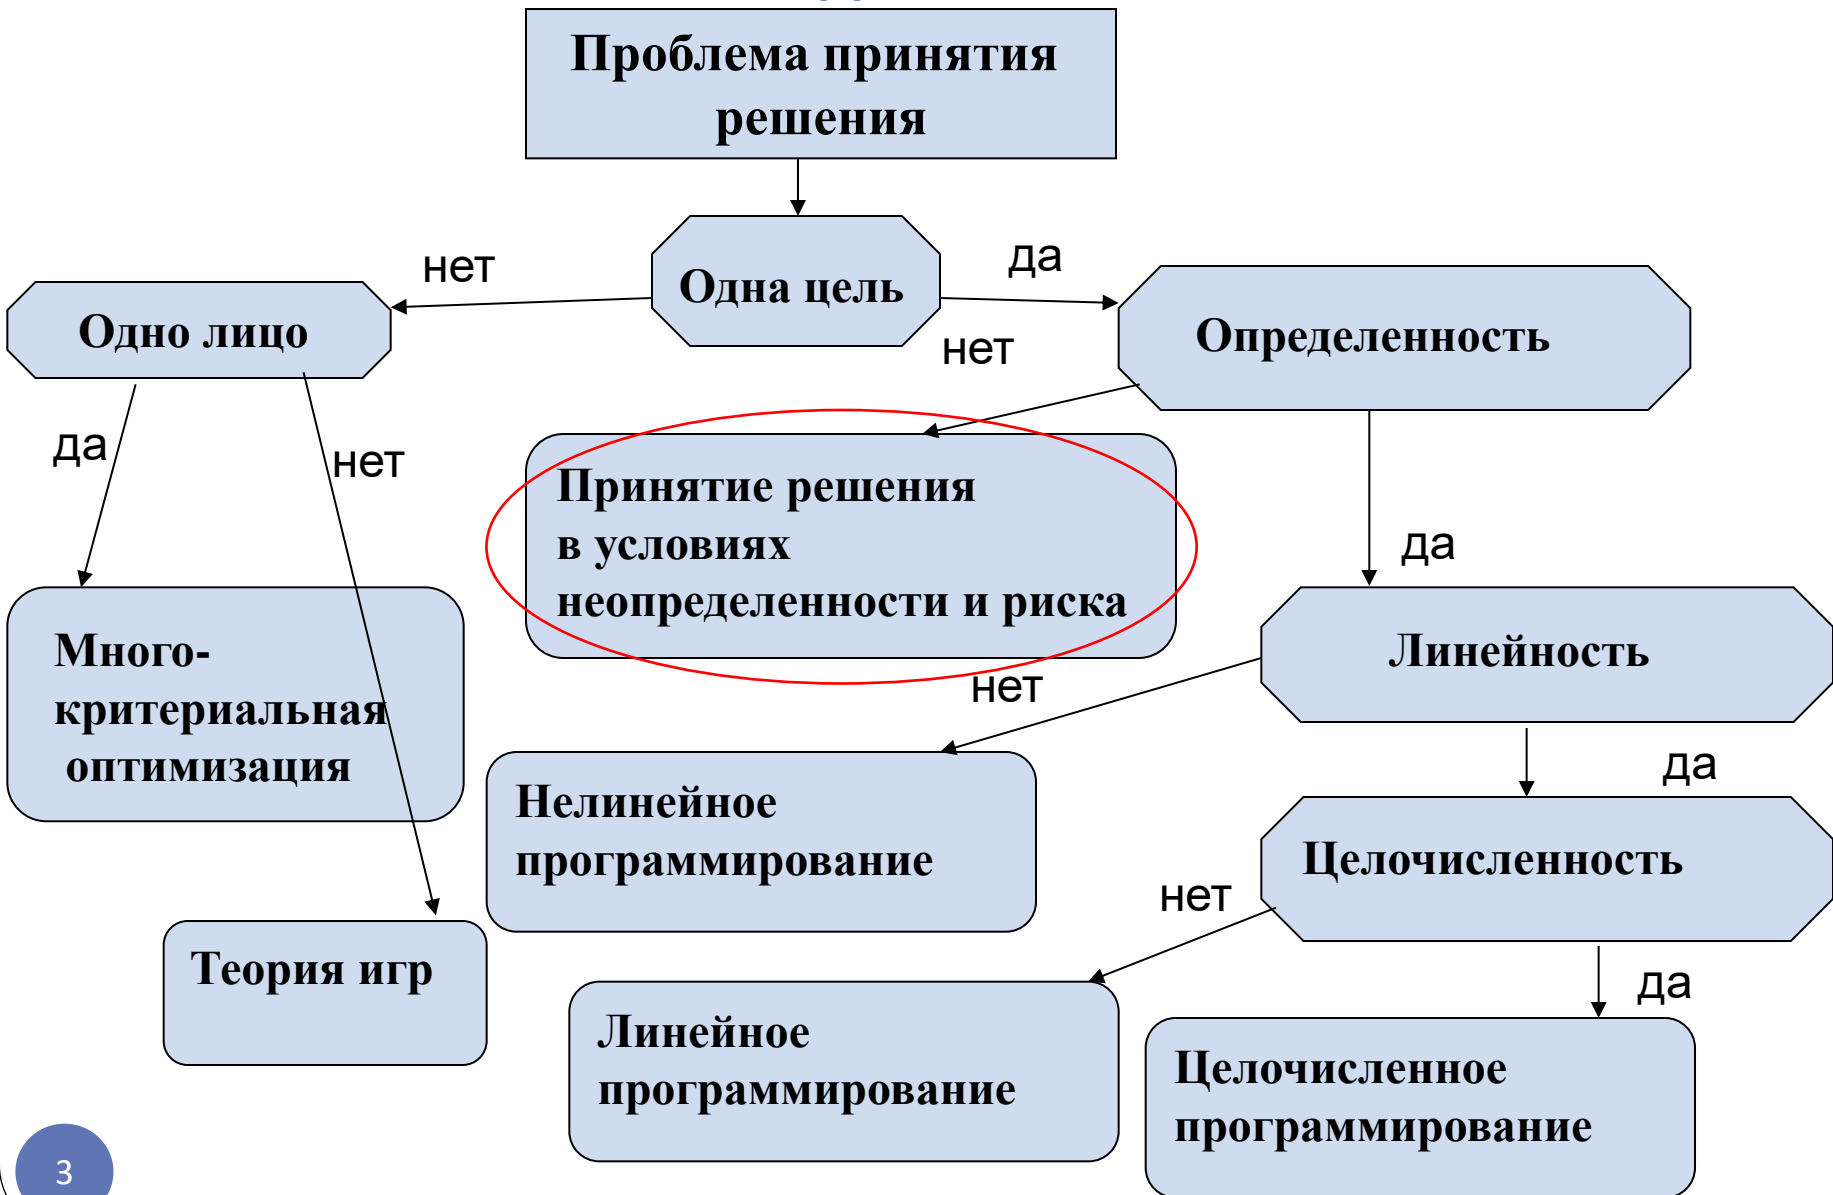 Проблема принятия
решения
Одна цель
нет
да
Одно лицо
Определенность
нет
да
нет
Принятие решения
в условиях
неопределенности и риска
да
Много-
критериальная
оптимизация
Линейность
нет
да
Нелинейное
программирование
Целочисленность
нет
да
Теория игр
Линейное
программирование
Целочисленное
программирование
3